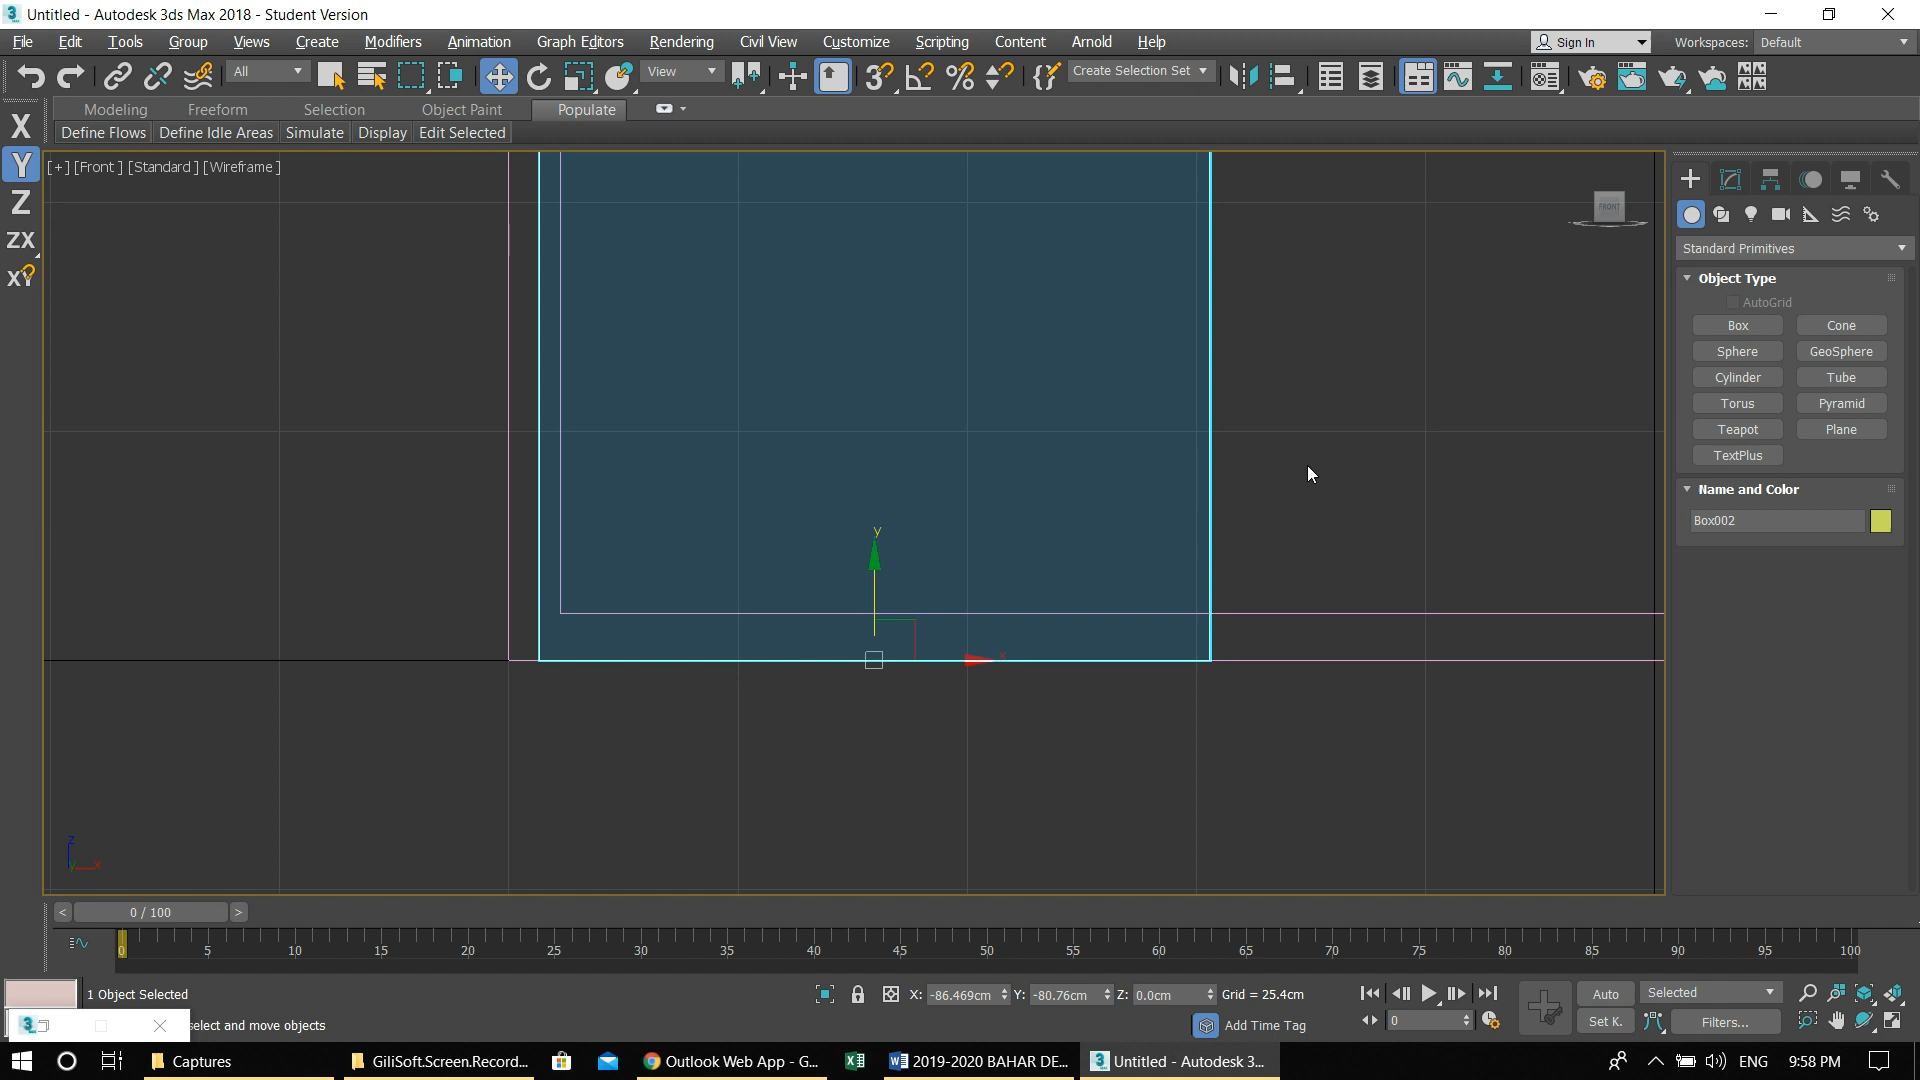 Untitled - Autodesk 3ds Max 2018 - Student Version
File Edit Tools Group Views Create Modifiers Animation Graph Editors Rendering Civil View Customize Scripting Content Arnold Help
Sign In Workspaces: Default
All View Create Selection Set
Modeling Freeform Selection Object Paint Populate
Define Flows Define Idle Areas Simulate Display Edit Selected
X
Y
Z
ZX
XY
[+] [Front ] [Standard ] [Wireframe ]
FRONT
Standard Primitives
Object Type
AutoGrid
Box Cone
Sphere GeoSphere
Cylinder Tube
Torus Pyramid
Teapot Plane
TextPlus
Name and Color
Box002
y
x
z
y x
< 0 / 100 >
0 5 10 15 20 25 30 35 40 45 50 55 60 65 70 75 80 85 90 95 100
1 Object Selected X: -86.469cm Y: -80.76cm Z: 0.0cm Grid = 25.4cm Auto Selected
select and move objects Add Time Tag 0 Set K. Filters...
Captures GiliSoft.Screen.Record... Outlook Web App - G... 2019-2020 BAHAR DE... Untitled - Autodesk 3... ENG 9:58 PM